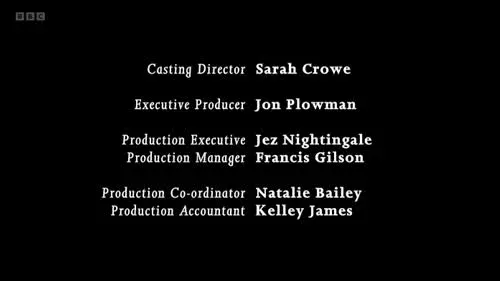 BBC
Casting Director Sarah Crowe
Executive Producer Jon Plowman
Production Executive Jez Nightingale
Production Manager Francis Gilson
Production Co-ordinator Natalie Bailey
Production Accountant Kelley James